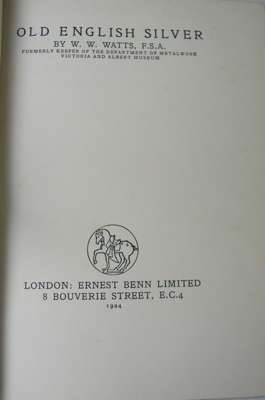 OLD ENGLISH SILVER
BY W. W. WATTS, F.S.A.
FORMERLY KEEPER OF THE DEPARTMENT OF METALWORK
VICTORIA AND ALBERT MUSEUM
LONDON: ERNEST BENN LIMITED
8 BOUVERIE STREET, E.C.4
1924